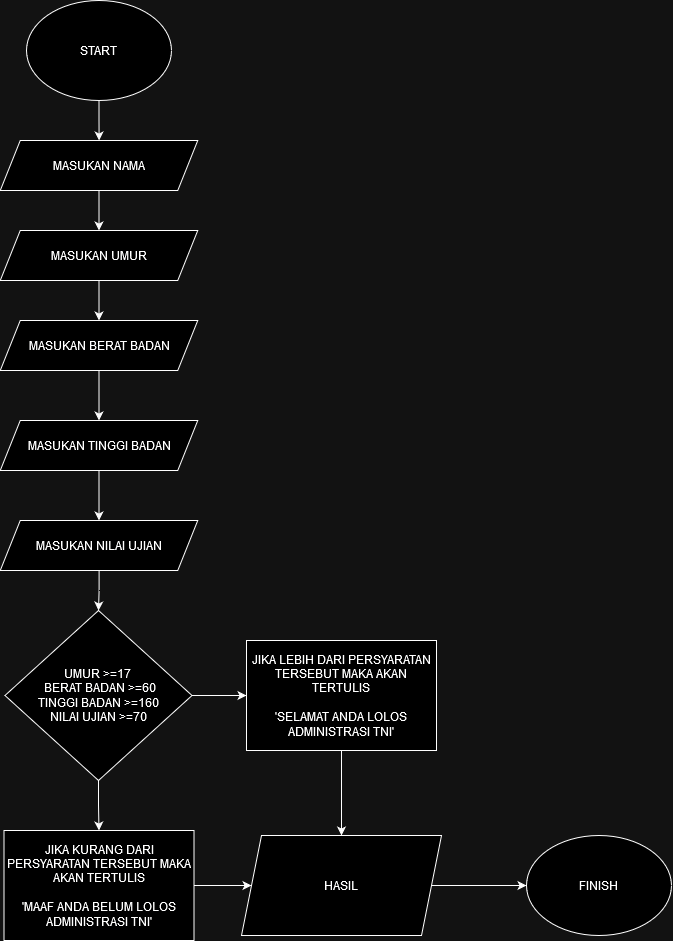 START
MASUKAN NAMA
MASUKAN UMUR
MASUKAN BERAT BADAN
MASUKAN TINGGI BADAN
MASUKAN NILAI UJIAN
UMUR >=17
BERAT BADAN >=60
TINGGI BADAN >=160
NILAI UJIAN >=70
JIKA LEBIH DARI PERSYARATAN
TERSEBUT MAKA AKAN
TERTULIS
'SELAMAT ANDA LOLOS
ADMINISTRASI TNI'
JIKA KURANG DARI
PERSYARATAN TERSEBUT MAKA
AKAN TERTULIS
'MAAF ANDA BELUM LOLOS
ADMINISTRASI TNI'
HASIL
FINISH